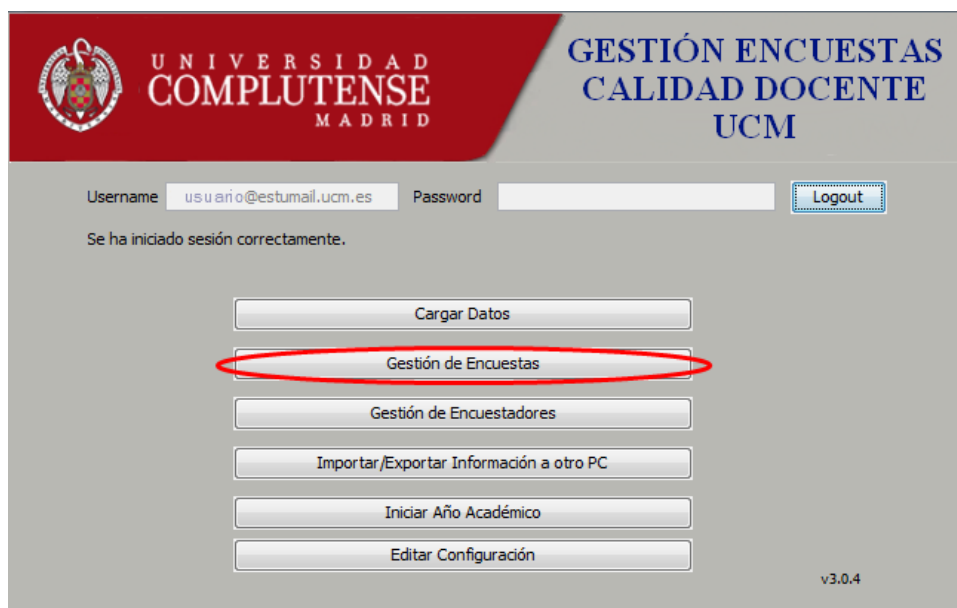 UNIVERSIDAD
COMPLUTENSE
MADRID
GESTIÓN ENCUESTAS
CALIDAD DOCENTE
UCM
Username usuario@estumail.ucm.es Password Logout
Se ha iniciado sesión correctamente.
Cargar Datos
Gestión de Encuestas
Gestión de Encuestadores
Importar/Exportar Información a otro PC
Iniciar Año Académico
Editar Configuración
v3.0.4